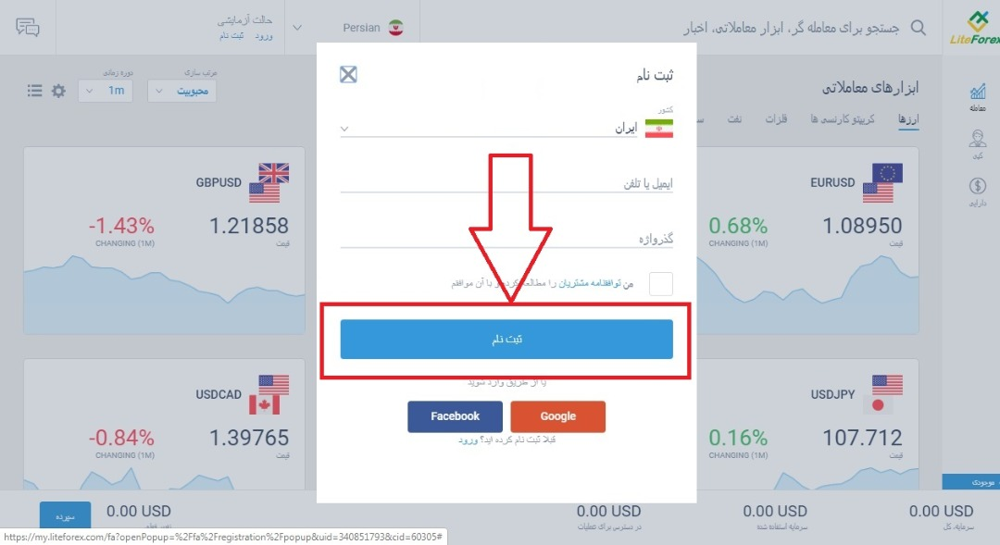 LiteForex
جستجو برای معامله گر، ابزار معاملاتی، اخبار
Persian
حالت آزمایشی
ورود ثبت نام
ابزارهای معاملاتی
ارزها کریپتو کارنسی ها فلزات نفت
مرتب سازی
محبوبیت
دوره زمانی
1m
معامله
کپی
دارایی
ثبت نام
کشور
ایران
ایمیل یا تلفن
گذرواژه
من توافقنامه مشتریان را مطالعه کرده و با آن موافقم
ثبت نام
یا از طریق وارد شوید
Facebook
Google
قبلا ثبت نام کرده اید؟ ورود
EURUSD
0.68%
1.08950
CHANGING (1M)
قیمت
GBPUSD
-1.43%
1.21858
CHANGING (1M)
قیمت
USDJPY
0.16%
107.712
CHANGING (1M)
قیمت
USDCAD
-0.84%
1.39765
CHANGING (1M)
قیمت
موجودی
0.00 USD
سرمایه. کل
0.00 USD
سرمایه استفاده شده
0.00 USD
در دسترس برای عملیات
0.00 USD
سپرده
https://my.liteforex.com/fa?openPopup=%2Ffa%2Fregistration%2Fpopup&uid=340851793&cid=60305#